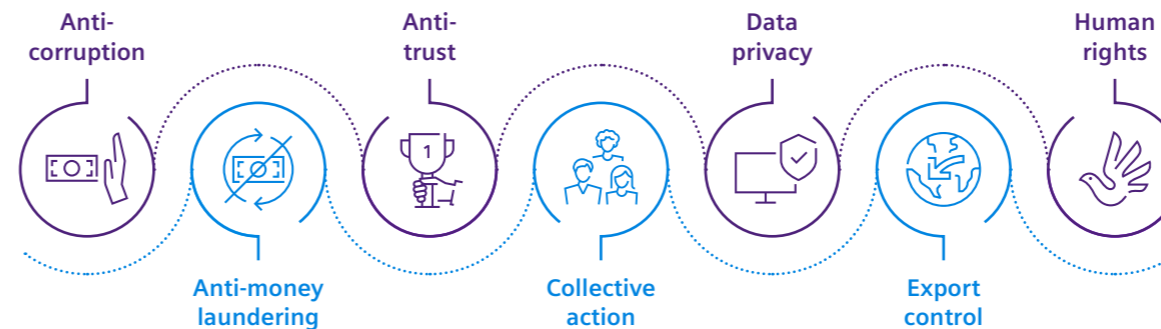 Anti-
corruption
Anti-
trust
Data
privacy
Human
rights
1
Anti-money
laundering
Collective
action
Export
control